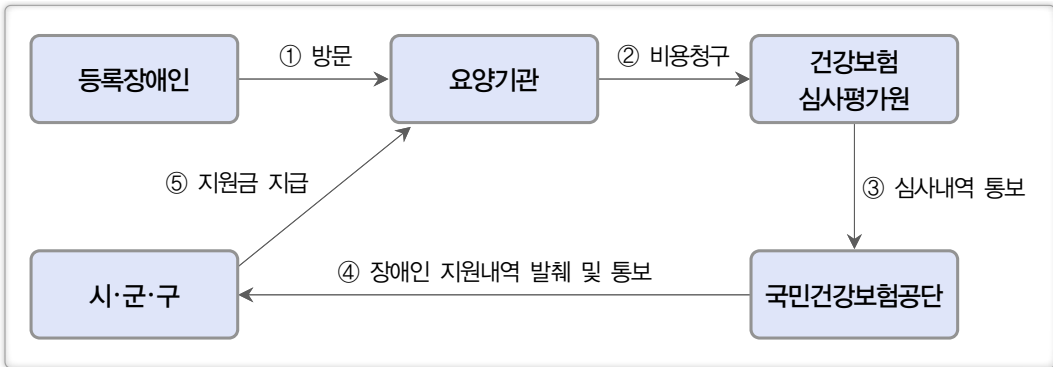 등록장애인
① 방문
요양기관
② 비용청구
건강보험
심사평가원
③ 심사내역 통보
국민건강보험공단
④ 장애인 지원내역 발췌 및 통보
시·군·구
⑤ 지원금 지급